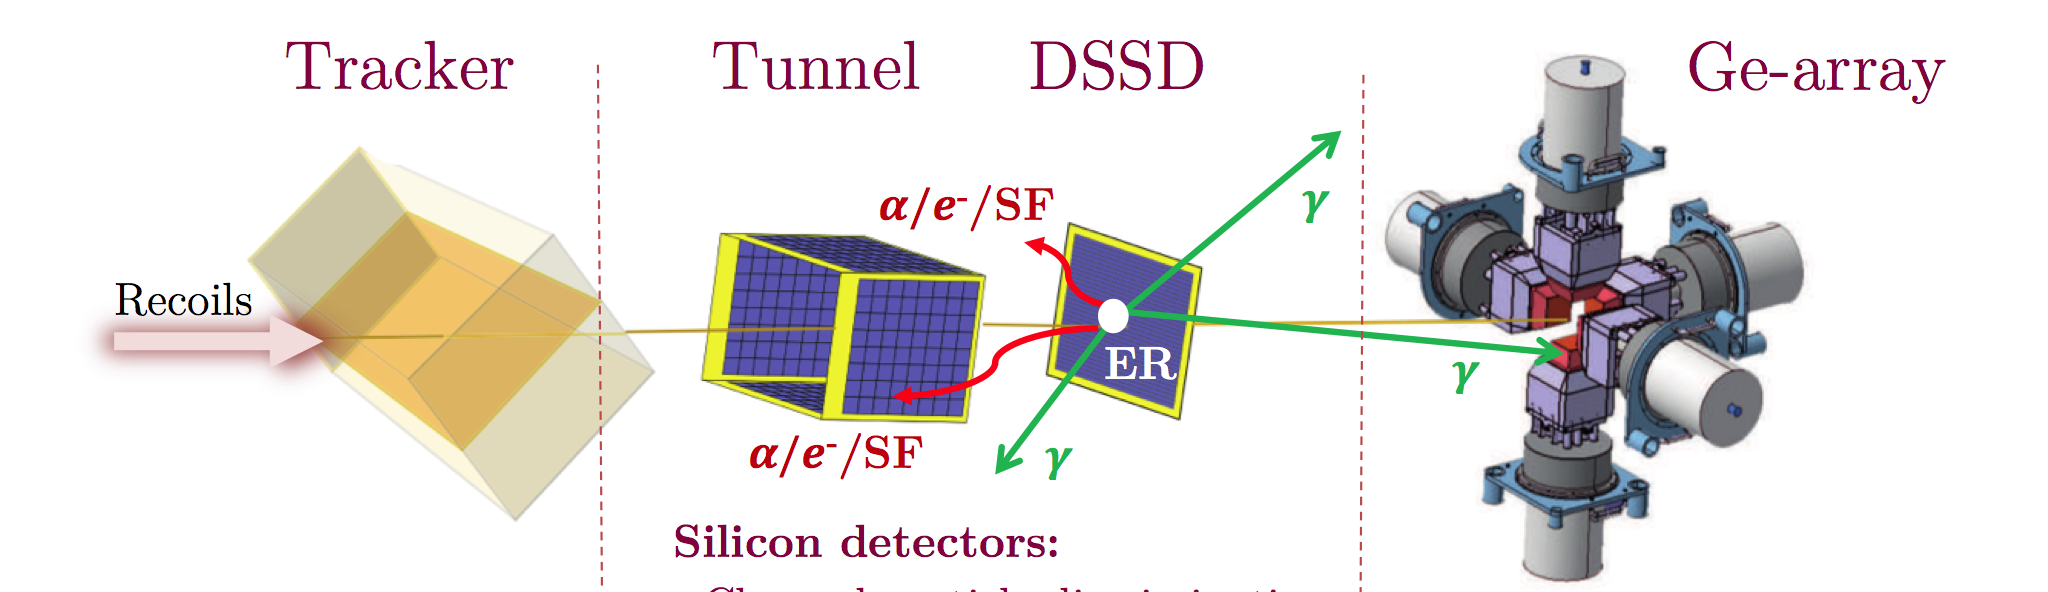 Tracker
Tunnel
DSSD
Ge-array
Recoils
α/e-/SF
γ
ER
γ
α/e-/SF
γ
Silicon detectors: